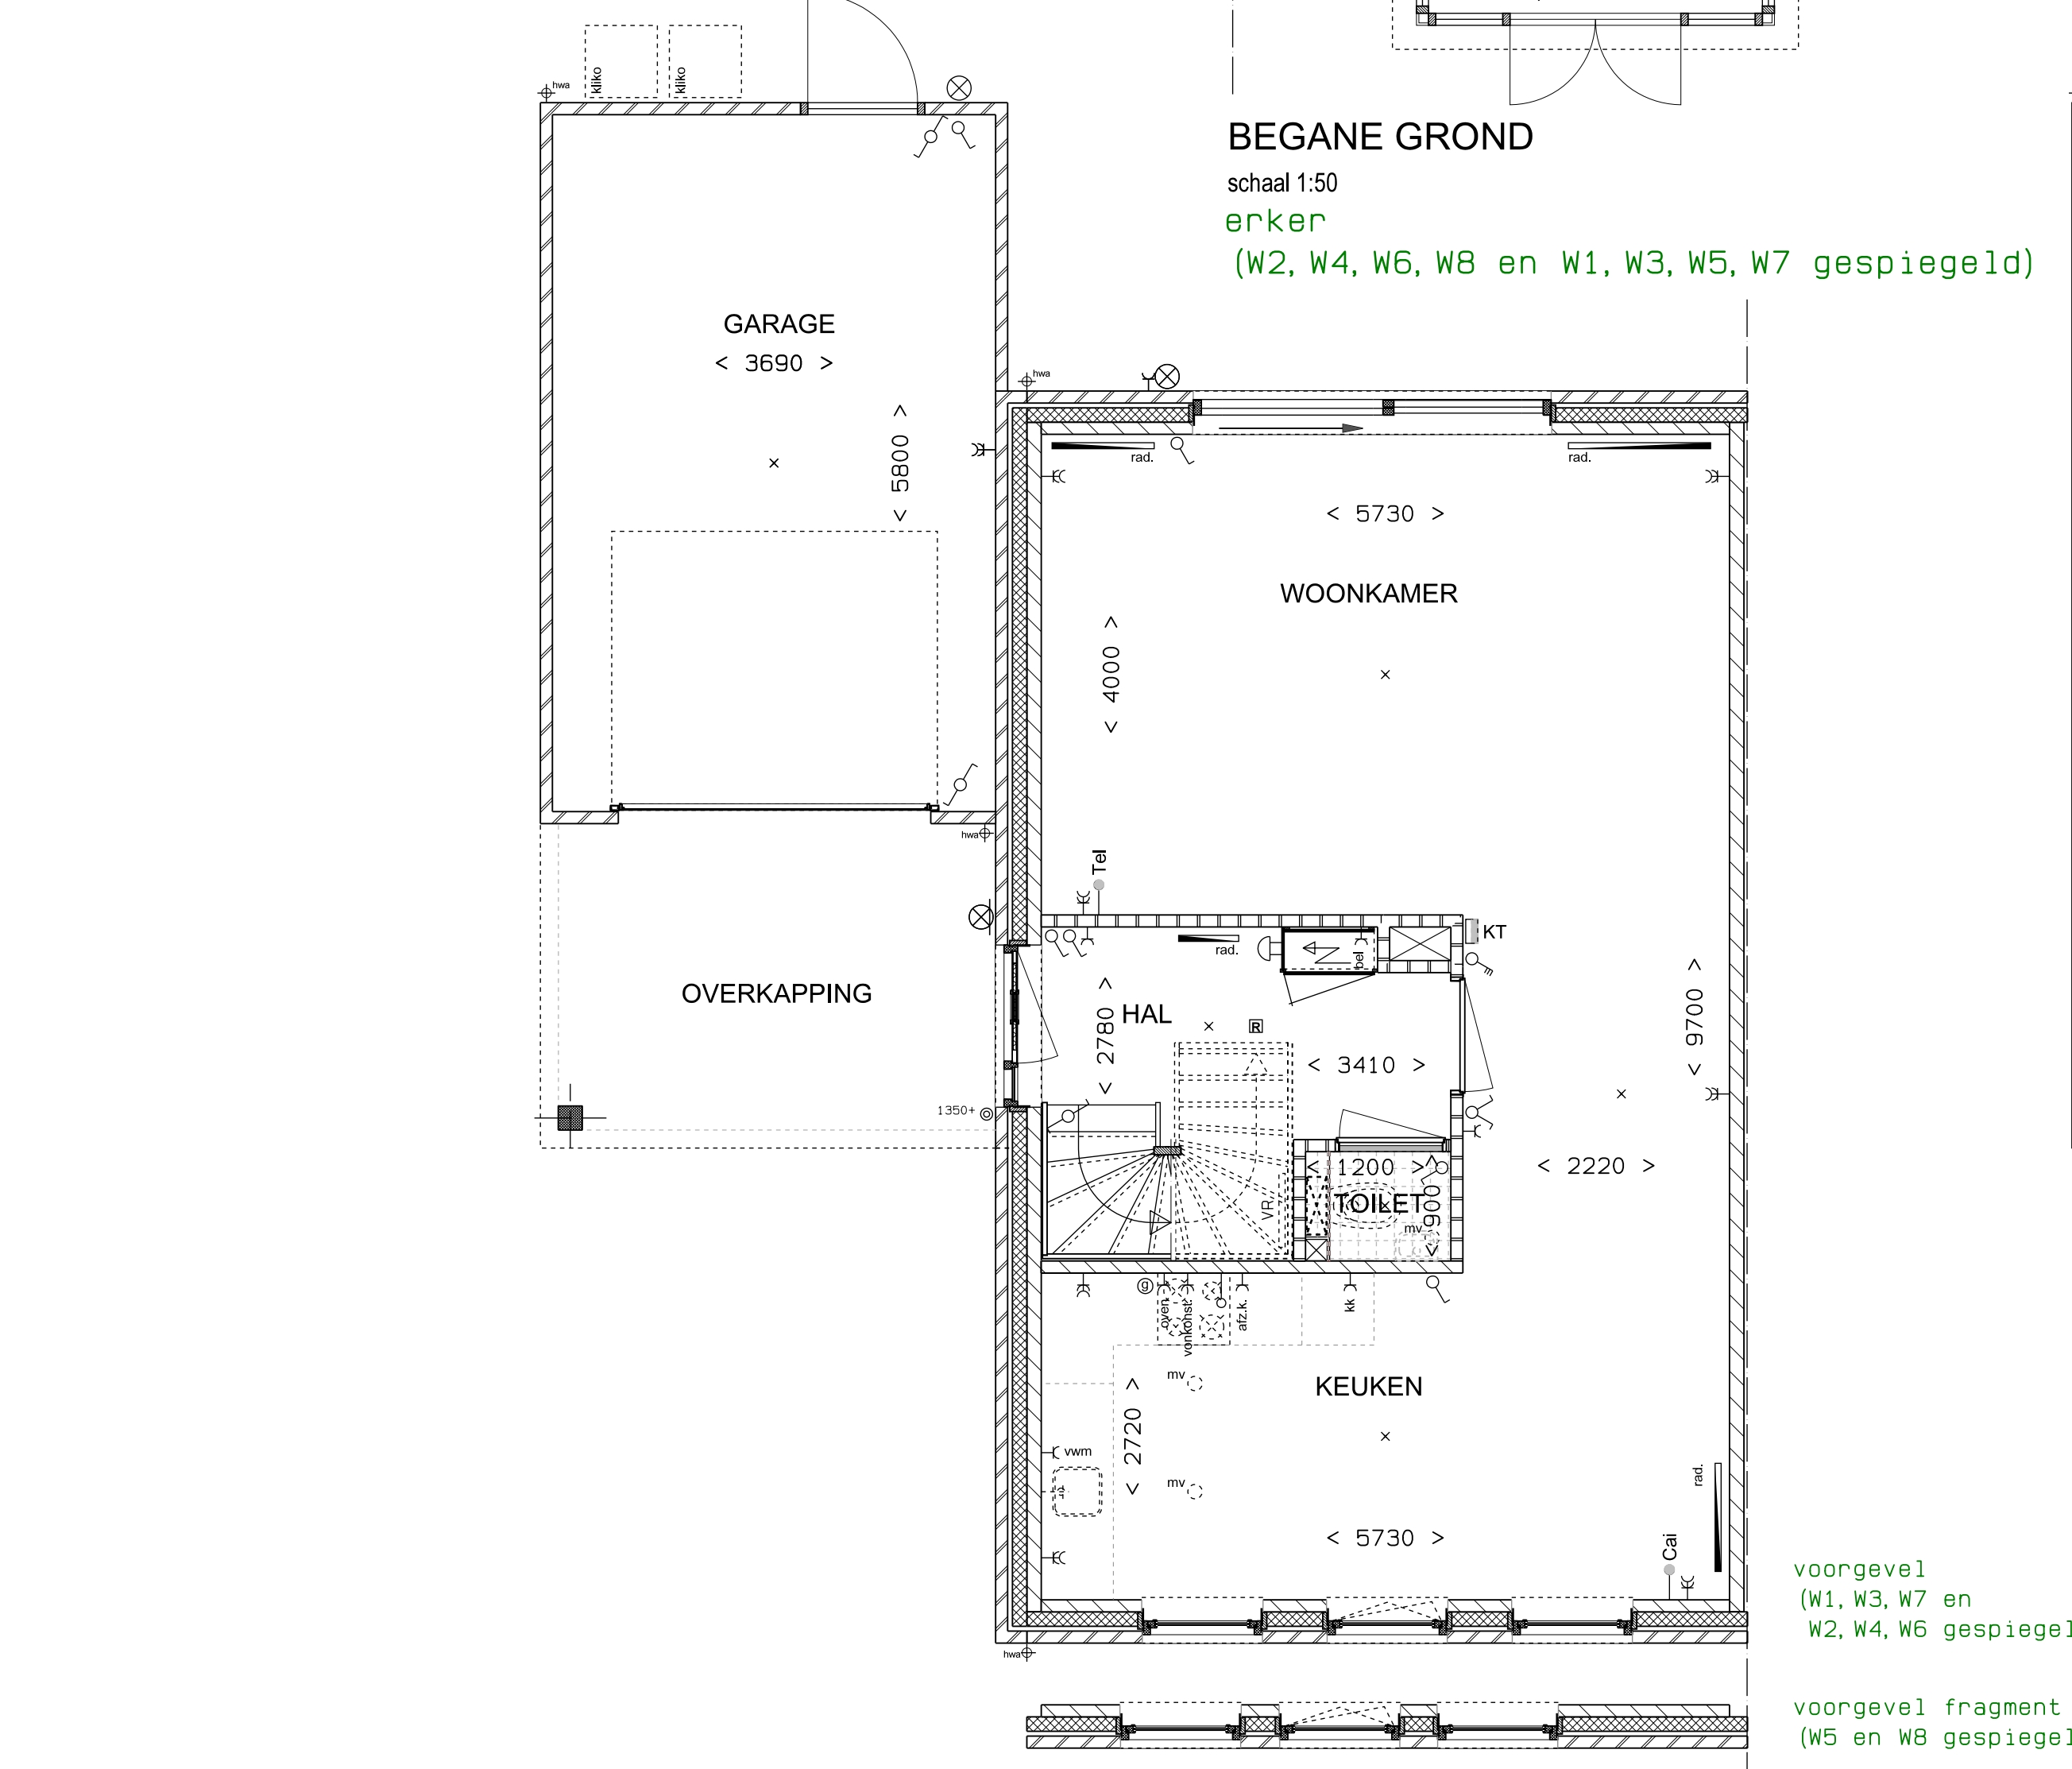 kliko
kliko
hwa
BEGANE GROND
schaal 1:50
erker
(W2, W4, W6, W8 en W1, W3, W5, W7 gespiegeld)
GARAGE
< 3690 >
< 5800 >
hwa
rad.
rad.
< 5730 >
WOONKAMER
< 4000 >
hwa
Tel
KT
rad.
bel
OVERKAPPING
HAL
R
< 2780 >
< 3410 >
< 9700 >
1350+
< 1200 >
< 2220 >
TOILET
< 900 >
VR
mv
g
oven
vonkonst.
afz.k.
kk
mv
KEUKEN
< 2720 >
vwm
mv
rad.
< 5730 >
Cai
hwa
voorgevel
(W1, W3, W7 en
W2, W4, W6 gespiegel
voorgevel fragment
(W5 en W8 gespiegel